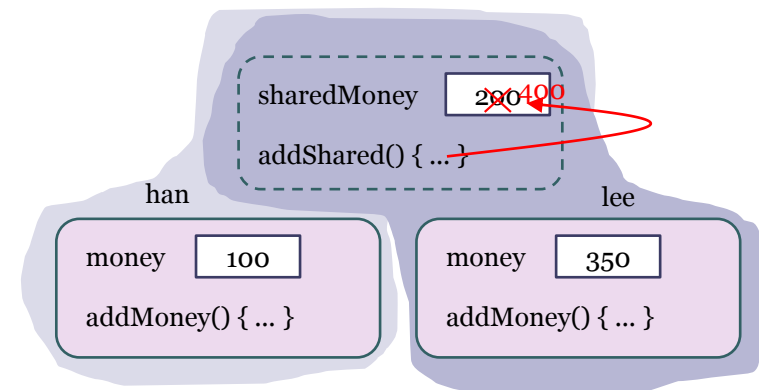 sharedMoney 200 400
addShared() { ... }
han
lee
money 100
addMoney() { ... }
money 350
addMoney() { ... }